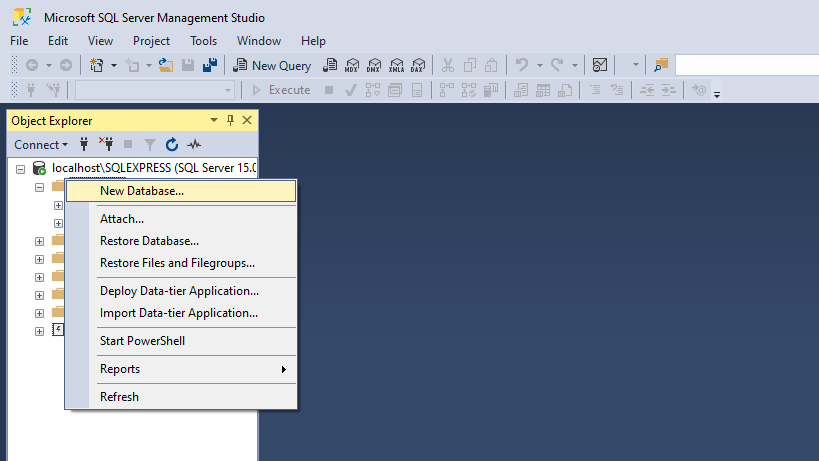 Microsoft SQL Server Management Studio
File Edit View Project Tools Window Help
New Query MDX DMX XMLA DAX
Execute
Object Explorer
Connect
localhost\SQLEXPRESS (SQL Server 15.0
New Database...
Attach...
Restore Database...
Restore Files and Filegroups...
Deploy Data-tier Application...
Import Data-tier Application...
Start PowerShell
Reports
Refresh